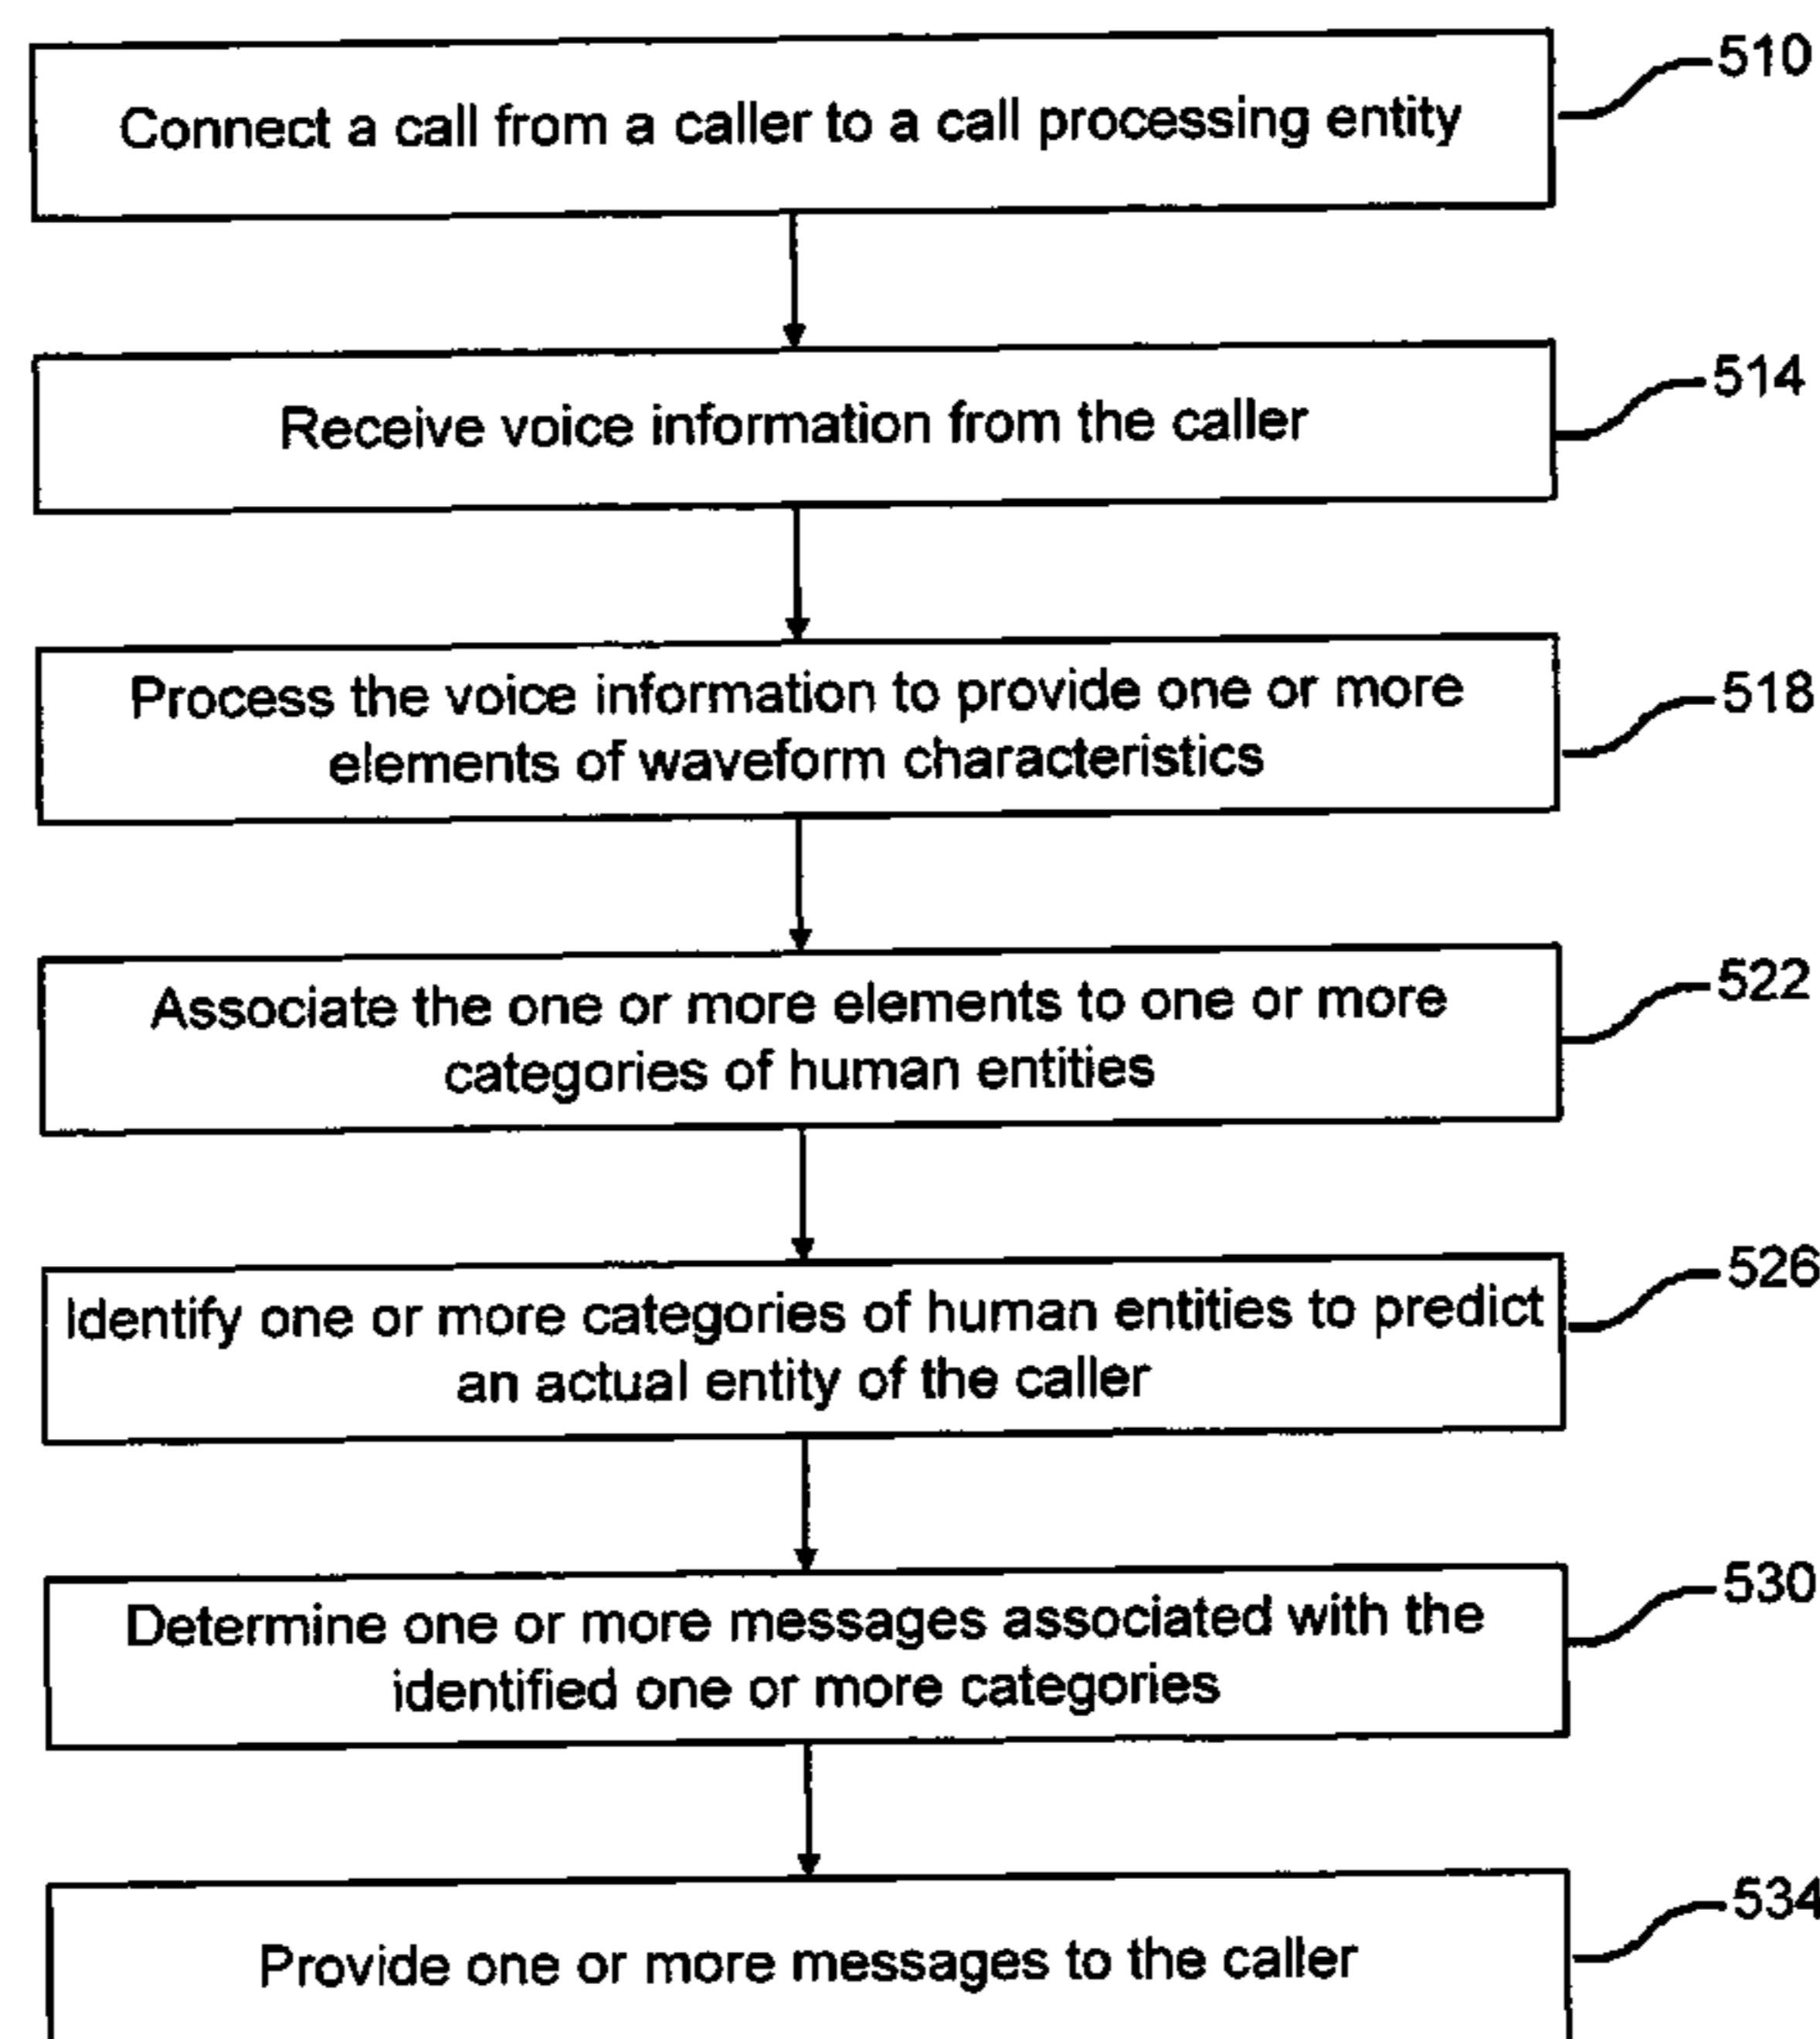 510
Connect a call from a caller to a call processing entity
514
Receive voice information from the caller
518
Process the voice information to provide one or more
elements of waveform characteristics
522
Associate the one or more elements to one or more
categories of human entities
526
Identify one or more categories of human entities to predict
an actual entity of the caller
530
Determine one or more messages associated with the
identified one or more categories
534
Provide one or more messages to the caller